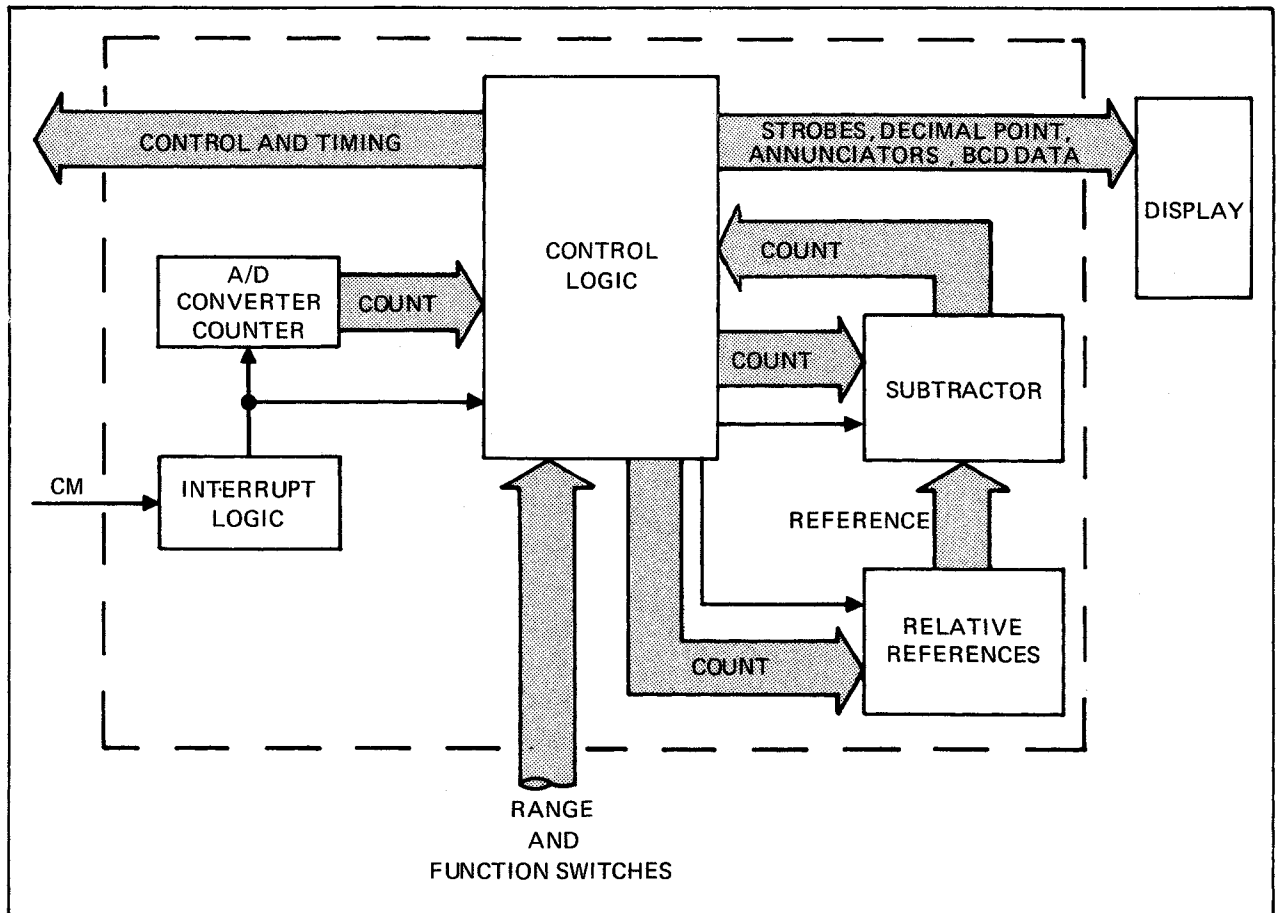 CONTROL AND TIMING
STROBES, DECIMAL POINT,
ANNUNCIATORS , BCD DATA
DISPLAY
CONTROL
LOGIC
COUNT
A/D
CONVERTER
COUNTER
COUNT
COUNT
SUBTRACTOR
CM
INTERRUPT
LOGIC
REFERENCE
RELATIVE
REFERENCES
COUNT
RANGE
AND
FUNCTION SWITCHES